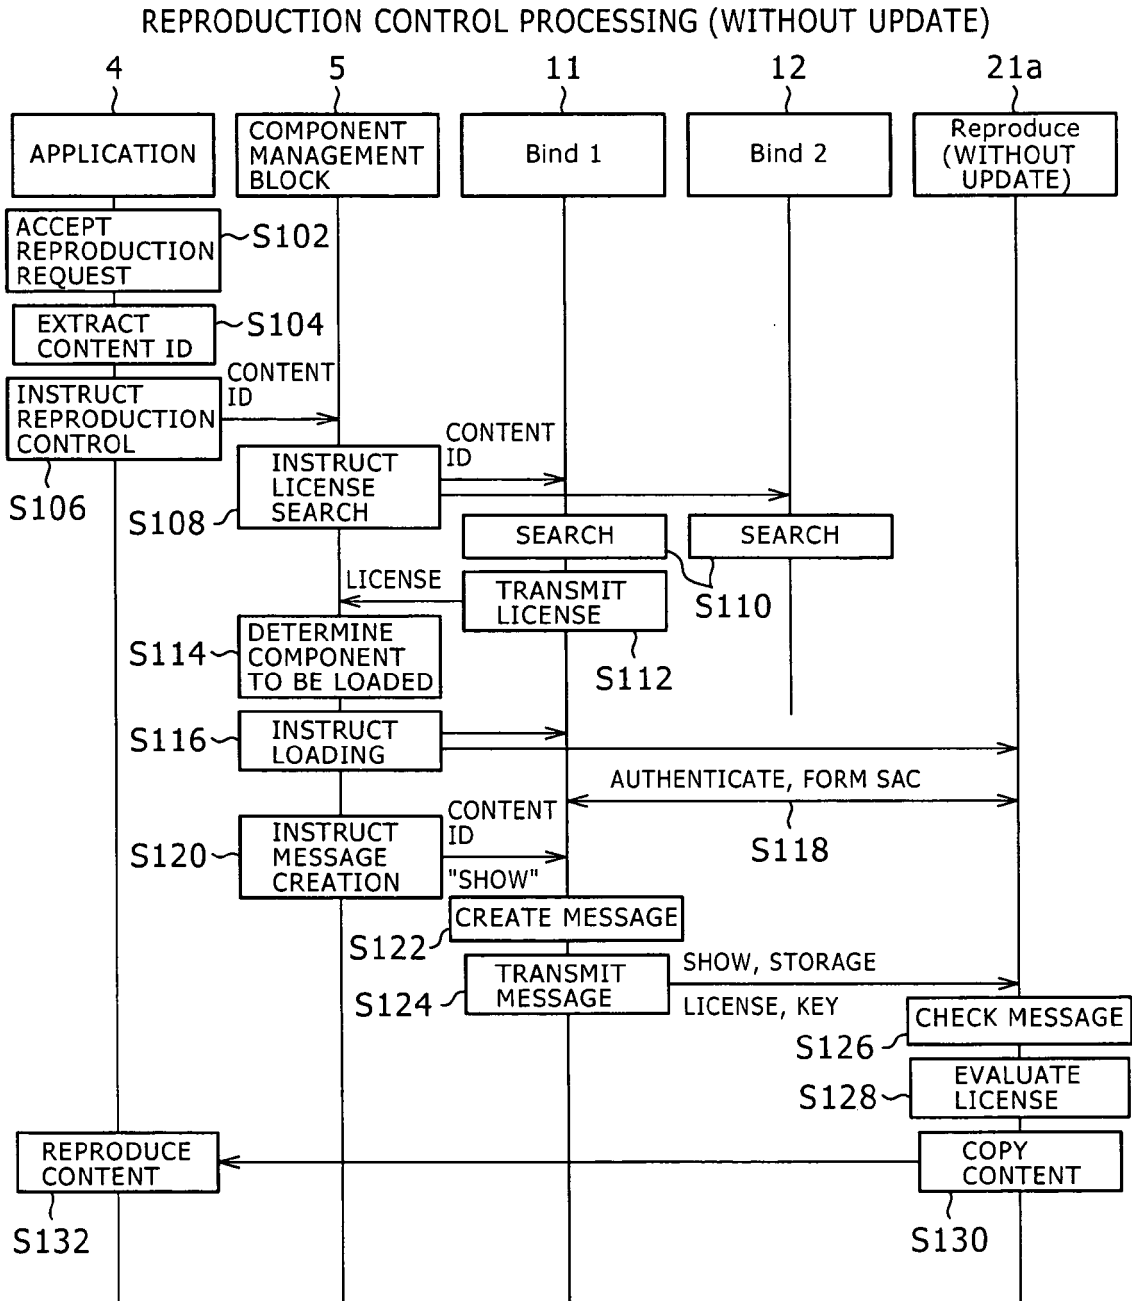 REPRODUCTION CONTROL PROCESSING (WITHOUT UPDATE)
4
5
11
12
21a
APPLICATION
COMPONENT
MANAGEMENT
BLOCK
Bind 1
Bind 2
Reproduce
(WITHOUT
UPDATE)
ACCEPT
REPRODUCTION
REQUEST
S102
EXTRACT
CONTENT ID
S104
INSTRUCT
REPRODUCTION
CONTROL
S106
CONTENT
ID
INSTRUCT
LICENSE
SEARCH
S108
CONTENT
ID
SEARCH
SEARCH
S110
LICENSE
TRANSMIT
LICENSE
S112
DETERMINE
COMPONENT
TO BE LOADED
S114
INSTRUCT
LOADING
S116
AUTHENTICATE, FORM SAC
S118
INSTRUCT
MESSAGE
CREATION
S120
CONTENT
ID
"SHOW"
CREATE MESSAGE
S122
TRANSMIT
MESSAGE
S124
SHOW, STORAGE
LICENSE, KEY
CHECK MESSAGE
S126
EVALUATE
LICENSE
S128
COPY
CONTENT
S130
REPRODUCE
CONTENT
S132